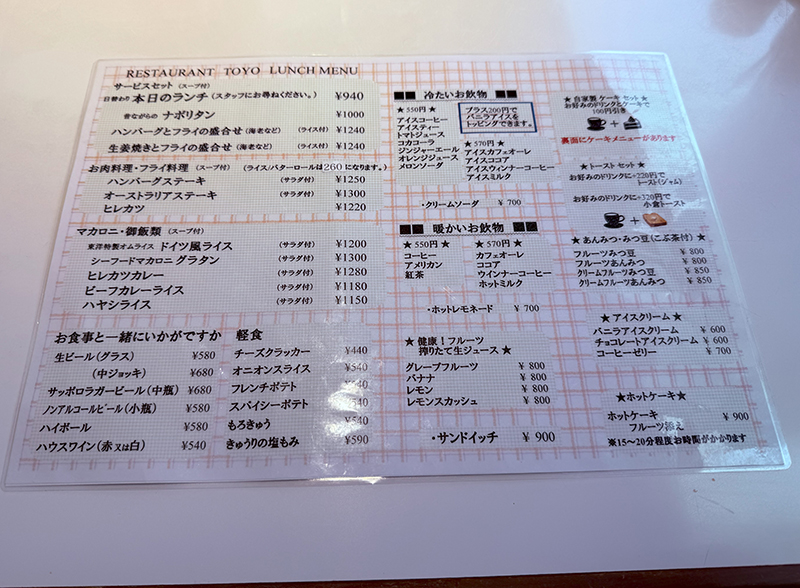 RESTAURANT TOYO LUNCH MENU
サービスセット (スープ付)
日替わり 本日のランチ (スタッフにお尋ねください。) ¥940
昔ながらの ナポリタン ¥1000
ハンバーグとフライの盛合せ (海老など) (ライス付) ¥1240
生姜焼きとフライの盛合せ (海老など) (ライス付) ¥1240
お肉料理・フライ料理 (スープ付) (ライス・バターロールは260になります。)
ハンバーグステーキ (サラダ付) ¥1250
オーストラリアステーキ (サラダ付) ¥1300
ヒレカツ ¥1220
マカロニ・御飯類 (スープ付)
東洋特製オムライス ドイツ風ライス (サラダ付) ¥1200
シーフードマカロニ グラタン (サラダ付) ¥1300
ヒレカツカレー (サラダ付) ¥1280
ビーフカレーライス (サラダ付) ¥1180
ハヤシライス (サラダ付) ¥1150
お食事と一緒にいかがですか
生ビール (グラス) ¥580
(中ジョッキ) ¥680
サッポロラガービール (中瓶) ¥680
ノンアルコールビール (小瓶) ¥580
ハイボール ¥580
ハウスワイン (赤又は白) ¥540
軽食
チーズクラッカー ¥440
オニオンスライス ¥540
フレンチポテト
スパイシーポテト
もろきゅう ¥540
きゅうりの塩もみ ¥590
■■ 冷たいお飲物 ■■
★550円★
アイスコーヒー
アイスティー
トマトジュース
コカコーラ
ジンジャーエール
オレンジジュース
メロンソーダ
プラス200円で
バニラアイスを
トッピングできます。
★570円★
アイスカフェオーレ
アイスココア
アイスウィンナーコーヒー
アイスミルク
・クリームソーダ ¥ 700
■■ 暖かいお飲物 ■■
★550円★
コーヒー
アメリカン
紅茶
★570円★
カフェオーレ
ココア
ウインナーコーヒー
ホットミルク
・ホットレモネード ¥ 700
★健康!フルーツ
搾りたて生ジュース★
グレープフルーツ ¥ 800
バナナ ¥ 800
レモン ¥ 800
レモンスカッシュ ¥ 800
・サンドイッチ ¥ 900
★自家製 ケーキ セット★
お好みのドリンクとケーキで
100円引き
+
裏面にケーキメニューがあります
★トースト セット★
お好みのドリンクに+220円で
トースト(ジャム)
お好みのドリンクに+320円で
小倉トースト
+
★あんみつ・みつ豆(こぶ茶付)★
フルーツみつ豆 ¥ 800
フルーツあんみつ ¥ 800
クリームフルーツみつ豆 ¥ 850
クリームフルーツあんみつ ¥ 850
★アイスクリーム★
バニラアイスクリーム ¥ 600
チョコレートアイスクリーム ¥ 600
コーヒーゼリー ¥ 700
★ホットケーキ★
ホットケーキ ¥ 900
フルーツ添え
※15～20分程度お時間がかかります